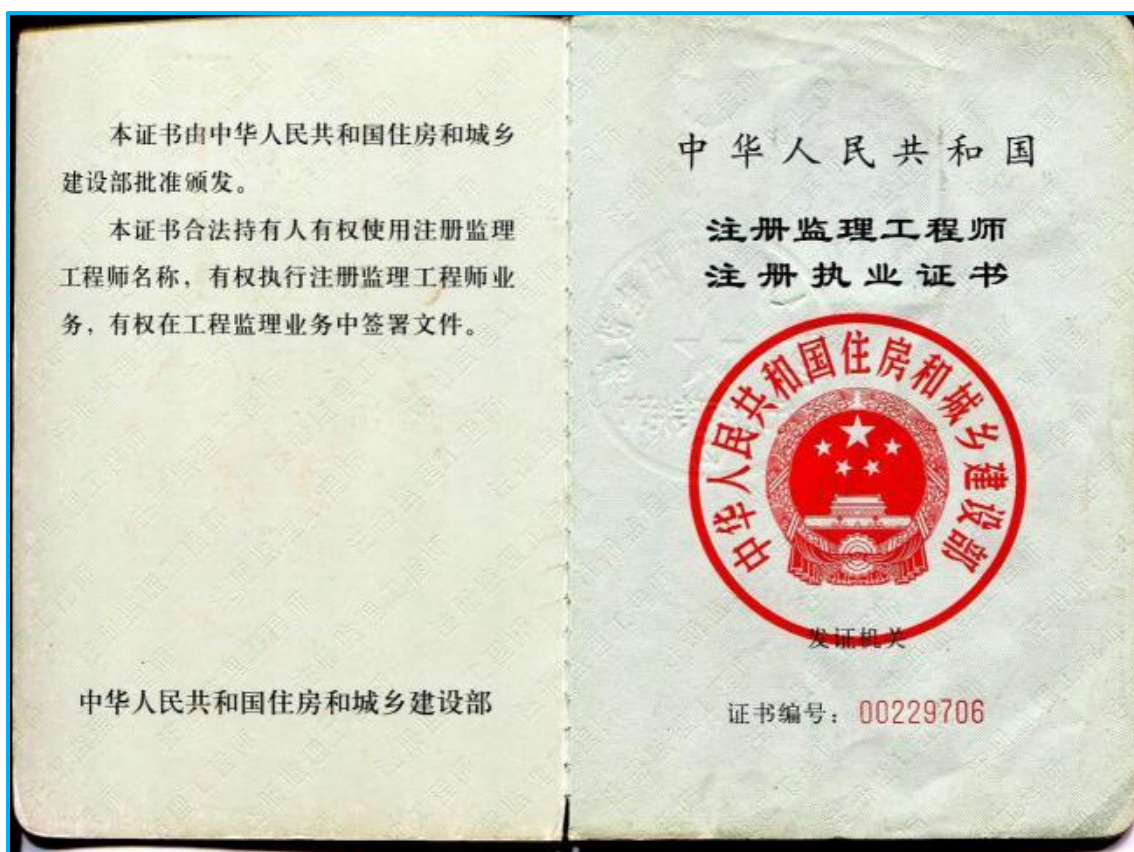 本证书由中华人民共和国住房和城乡
建设部批准颁发。
本证书合法持有人有权使用注册监理
工程师名称，有权执行注册监理工程师业
务，有权在工程监理业务中签署文件。
中华人民共和国住房和城乡建设部
中华人民共和国
注册监理工程师
注册执业证书
中华人民共和国住房和城乡建设部
发证机关
证书编号：00229706